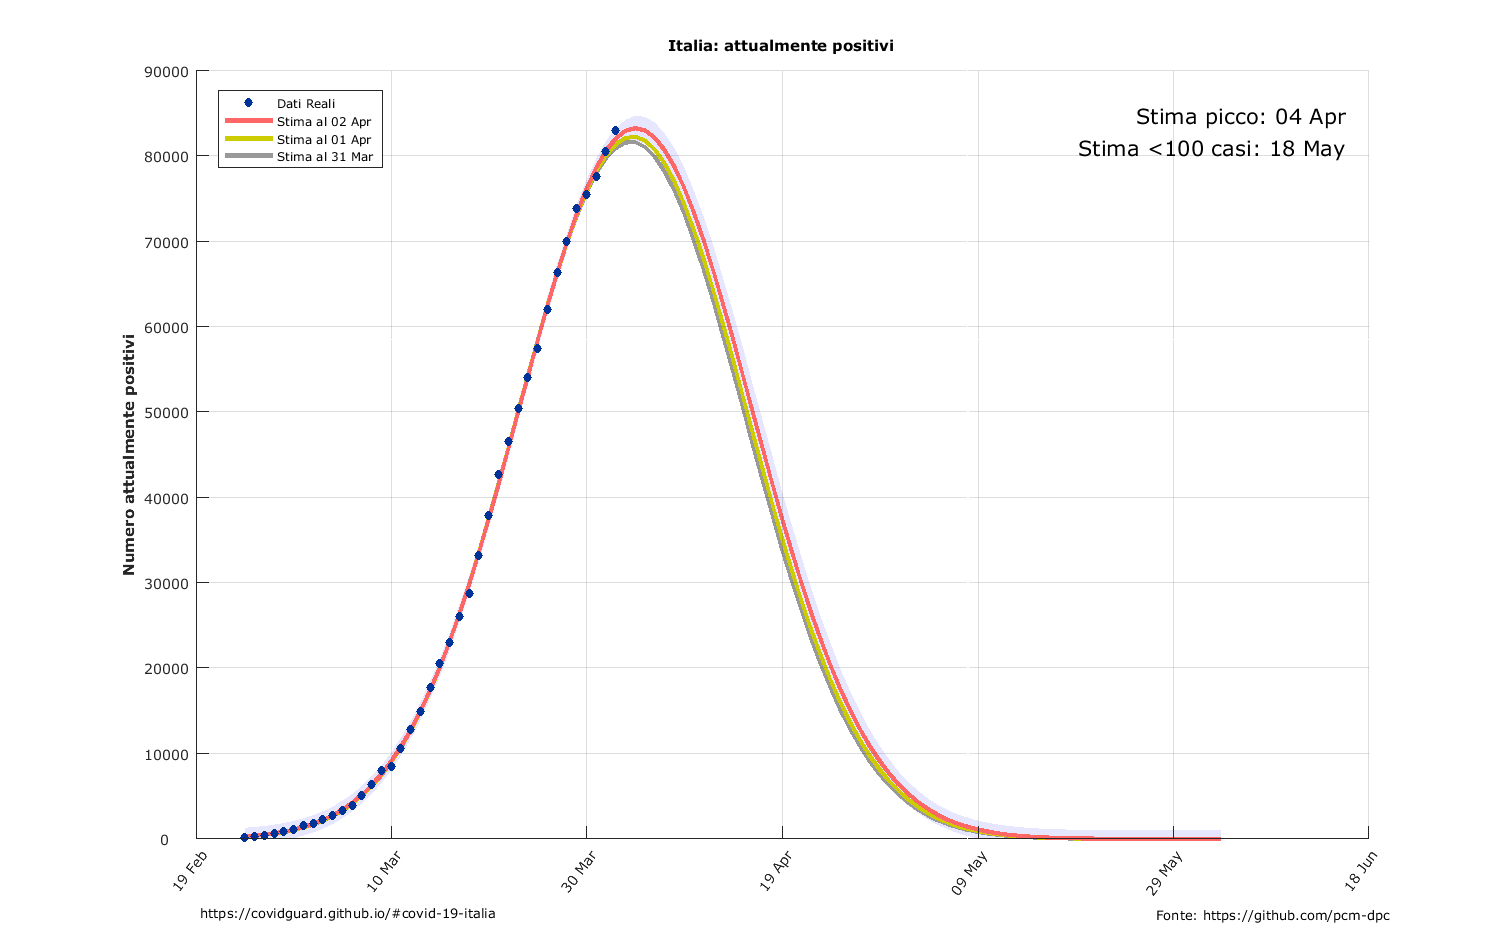 Italia: attualmente positivi
90000
80000
70000
60000
50000
40000
30000
20000
10000
0
Numero attualmente positivi
Dati Reali
Stima al 02 Apr
Stima al 01 Apr
Stima al 31 Mar
Stima picco: 04 Apr
Stima <100 casi: 18 May
19 Feb
10 Mar
30 Mar
19 Apr
09 May
29 May
18 Jun
https://covidguard.github.io/#covid-19-italia
Fonte: https://github.com/pcm-dpc